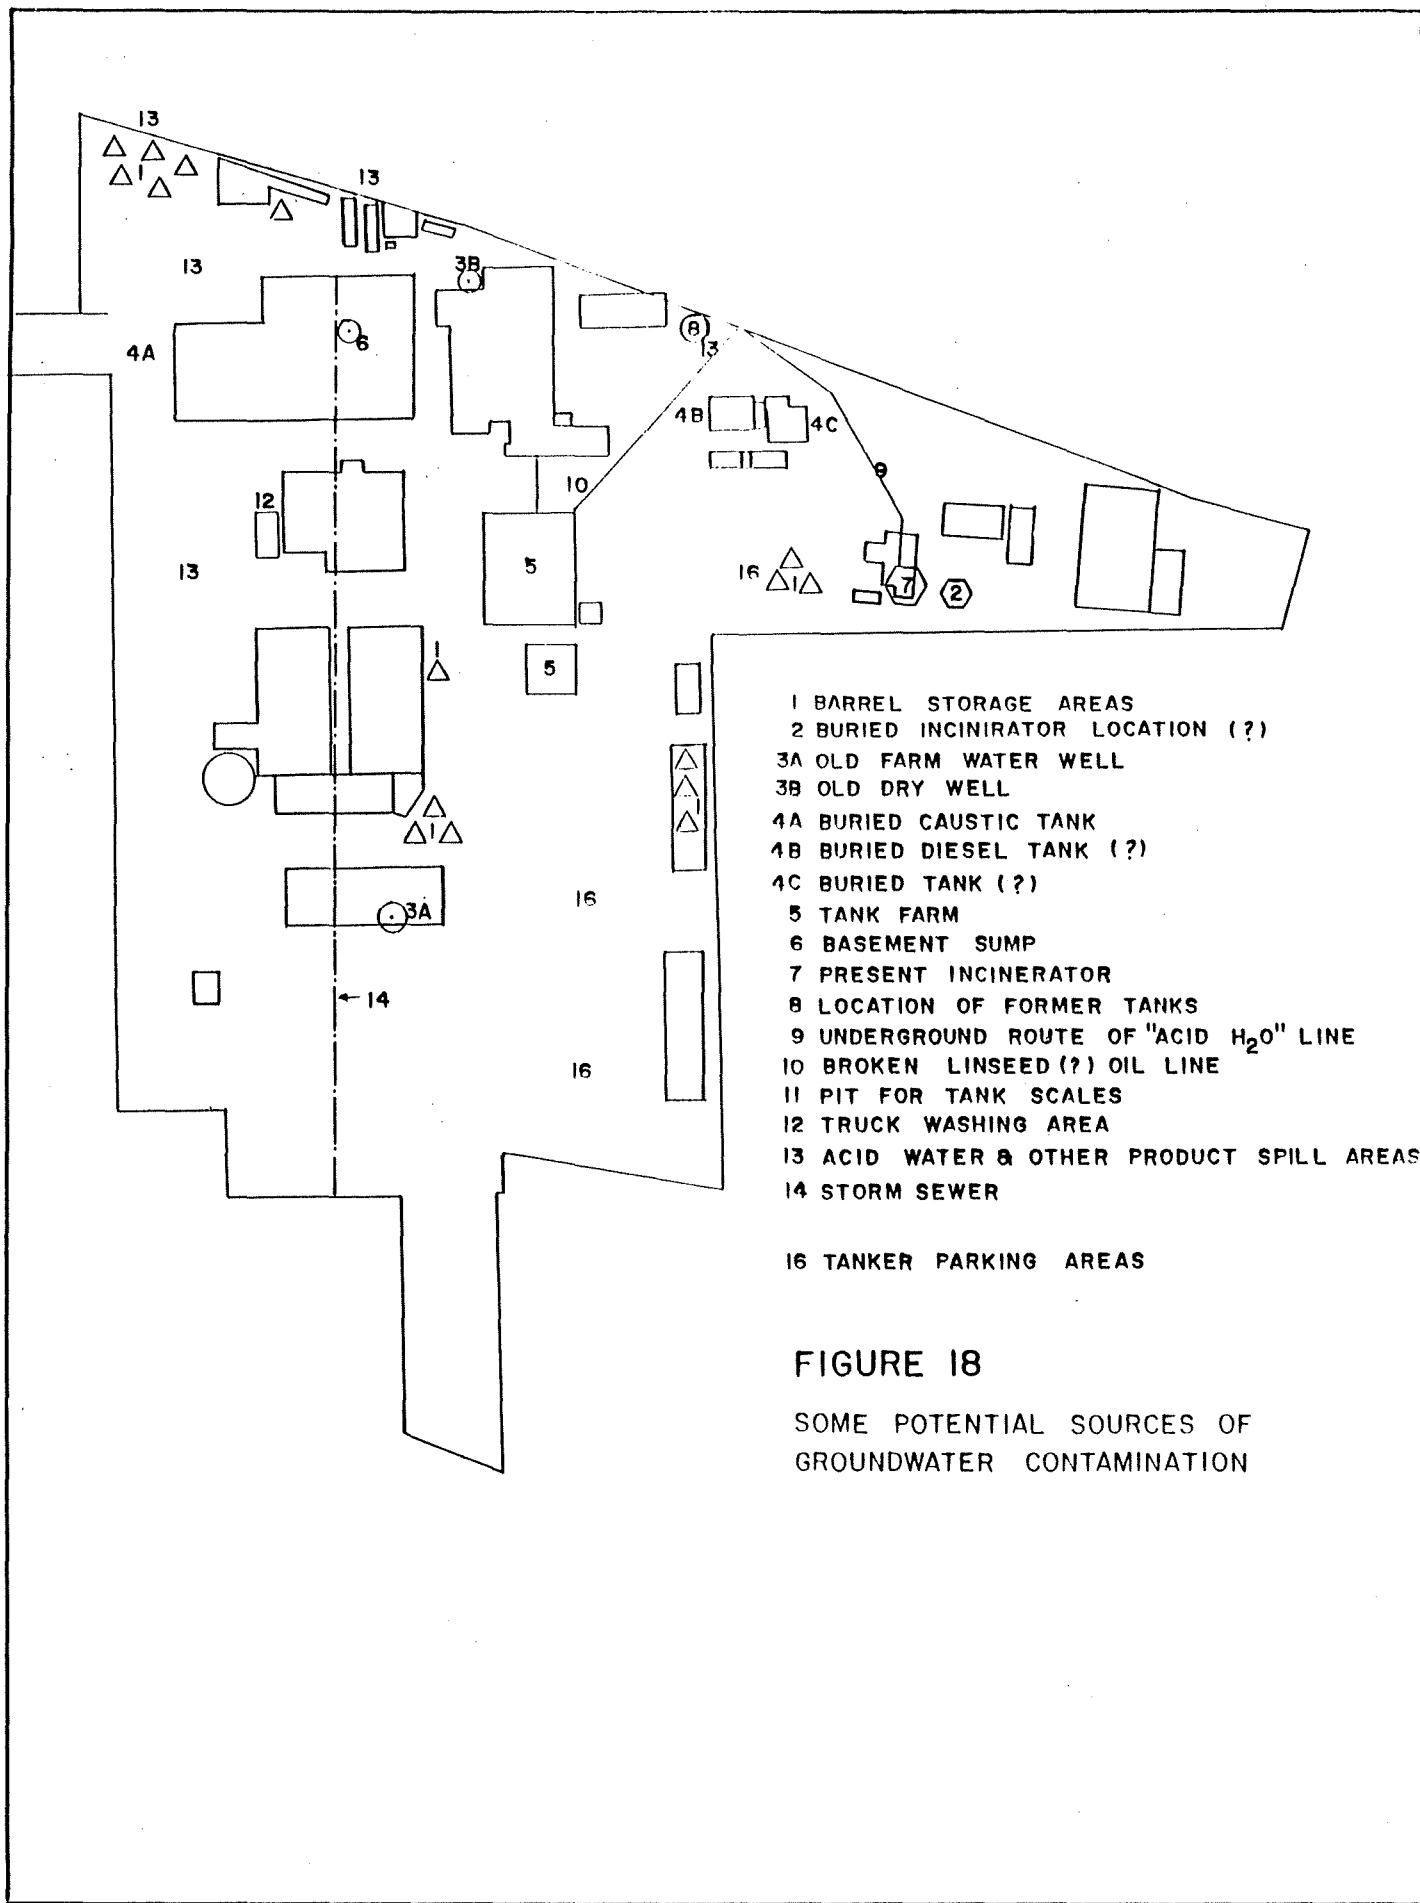 13
1
13
13
3B
6
8
13
4A
4B
4C
9
10
12
13
5
16
1
7
2
1
5
1
1
16
3A
14
16
1 BARREL STORAGE AREAS
2 BURIED INCINIRATOR LOCATION (?)
3A OLD FARM WATER WELL
3B OLD DRY WELL
4A BURIED CAUSTIC TANK
4B BURIED DIESEL TANK (?)
4C BURIED TANK (?)
5 TANK FARM
6 BASEMENT SUMP
7 PRESENT INCINERATOR
8 LOCATION OF FORMER TANKS
9 UNDERGROUND ROUTE OF "ACID H₂O" LINE
10 BROKEN LINSEED (?) OIL LINE
11 PIT FOR TANK SCALES
12 TRUCK WASHING AREA
13 ACID WATER & OTHER PRODUCT SPILL AREAS
14 STORM SEWER
16 TANKER PARKING AREAS
FIGURE 18
SOME POTENTIAL SOURCES OF
GROUNDWATER CONTAMINATION